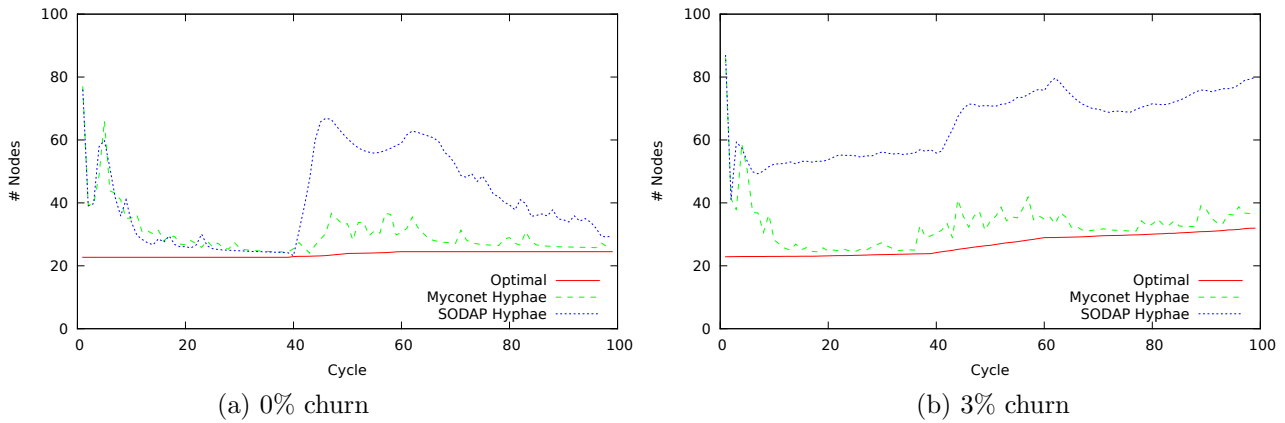 100
80
60
40
20
0
# Nodes
0 20 40 60 80 100
Cycle
Optimal
Myconet Hyphae
SODAP Hyphae
(a) 0% churn
100
80
60
40
20
0
# Nodes
0 20 40 60 80 100
Cycle
Optimal
Myconet Hyphae
SODAP Hyphae
(b) 3% churn